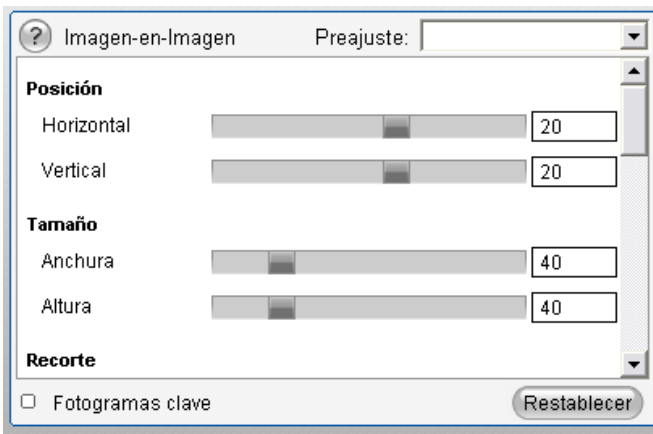 ? Imagen-en-Imagen Preajuste:
Posición
Horizontal 20
Vertical 20
Tamaño
Anchura 40
Altura 40
Recorte
Fotogramas clave Restablecer